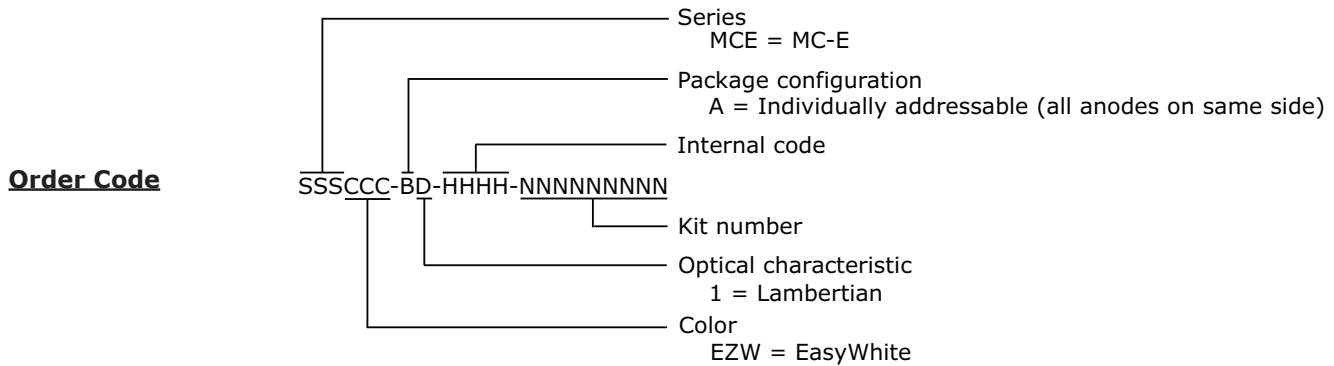 Series
MCE = MC-E
Package configuration
A = Individually addressable (all anodes on same side)
Internal code
Order Code
SSSCCC-BD-HHHH-NNNNNNNNN
Kit number
Optical characteristic
1 = Lambertian
Color
EZW = EasyWhite